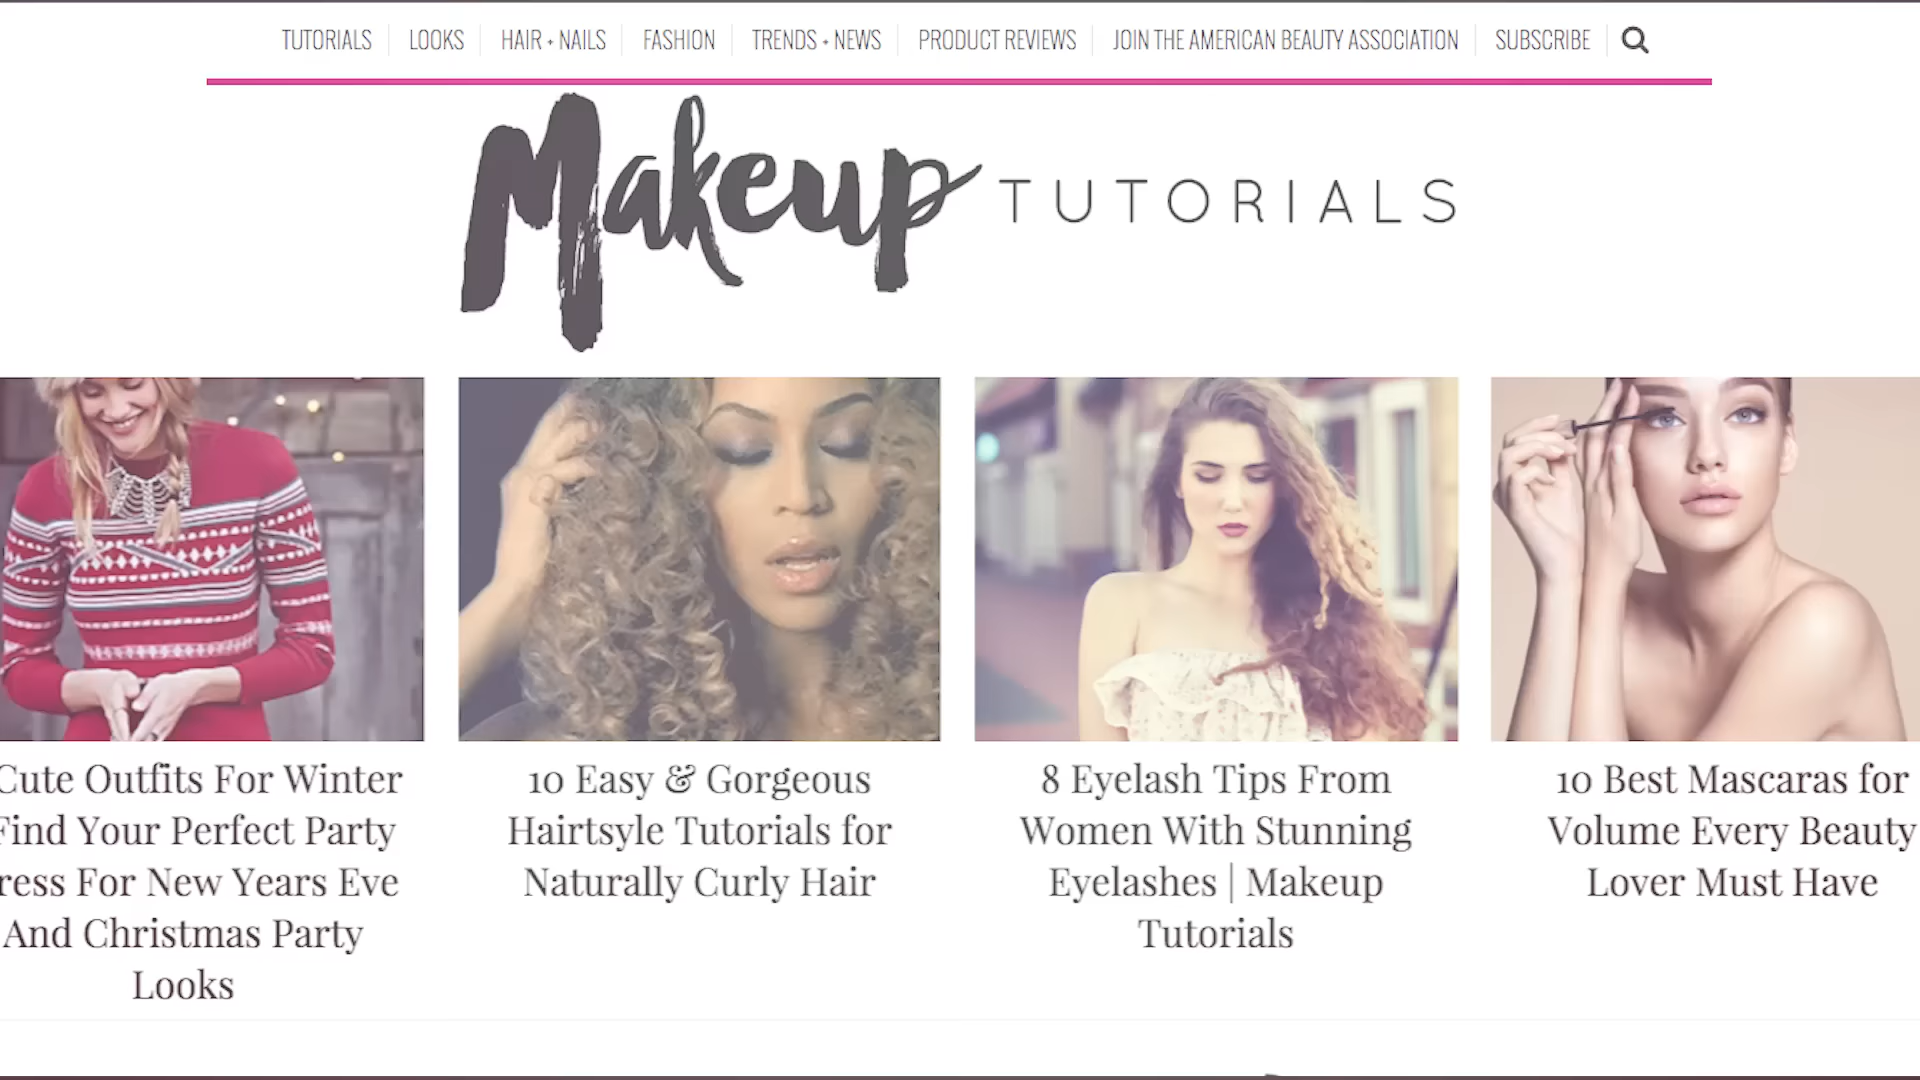 TUTORIALS LOOKS HAIR + NAILS FASHION TRENDS + NEWS PRODUCT REVIEWS JOIN THE AMERICAN BEAUTY ASSOCIATION SUBSCRIBE
Makeup TUTORIALS
Cute Outfits For Winter
Find Your Perfect Party
ress For New Years Eve
And Christmas Party
Looks
10 Easy & Gorgeous
Hairtsyle Tutorials for
Naturally Curly Hair
8 Eyelash Tips From
Women With Stunning
Eyelashes | Makeup
Tutorials
10 Best Mascaras for
Volume Every Beauty
Lover Must Have